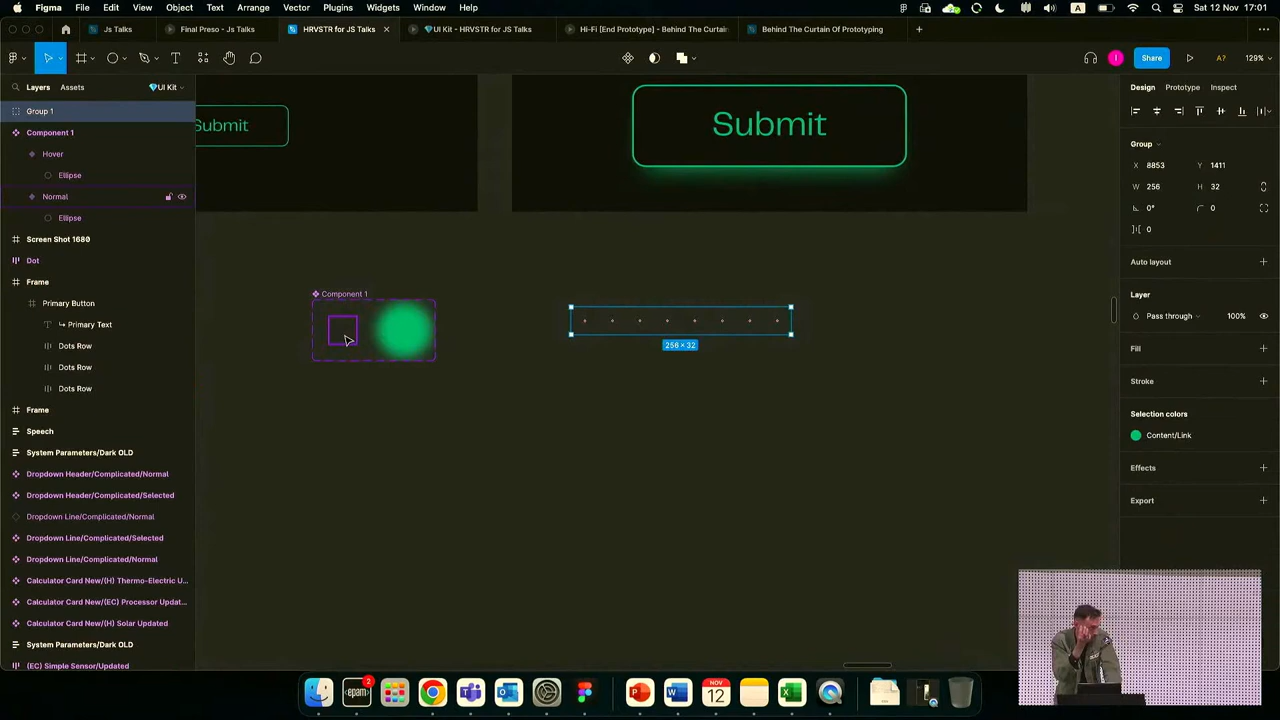 Figma File Edit View Object Text Arrange Vector Plugins Widgets Window Help A Sat 12 Nov 17:01
Js Talks Final Preso - Js Talks HRVSTR for JS Talks UI Kit - HRVSTR for JS Talks Hi-Fi [End Prototype] - Behind The Curtain Behind The Curtain Of Prototyping
I Share A? 129%
Layers Assets UI Kit
Design Prototype Inspect
Group 1
Component 1
Hover
Ellipse
Normal
Ellipse
Screen Shot 1680
Dot
Frame
Primary Button
Primary Text
Dots Row
Dots Row
Dots Row
Frame
Speech
System Parameters/Dark OLD
Dropdown Header/Complicated/Normal
Dropdown Header/Complicated/Selected
Dropdown Line/Complicated/Normal
Dropdown Line/Complicated/Selected
Dropdown Line/Complicated/Normal
Calculator Card New/(H) Thermo-Electric U...
Calculator Card New/(EC) Processor Updat...
Calculator Card New/(H) Solar Updated
System Parameters/Dark OLD
(EC) Simple Sensor/Updated
Submit
Submit
Component 1
256 × 32
Group
X 8853 Y 1411
W 256 H 32
0° 0
0
Auto layout
Layer
Pass through 100%
Fill
Stroke
Selection colors
Content/Link
Effects
Export
<epam> 2
NOV
12